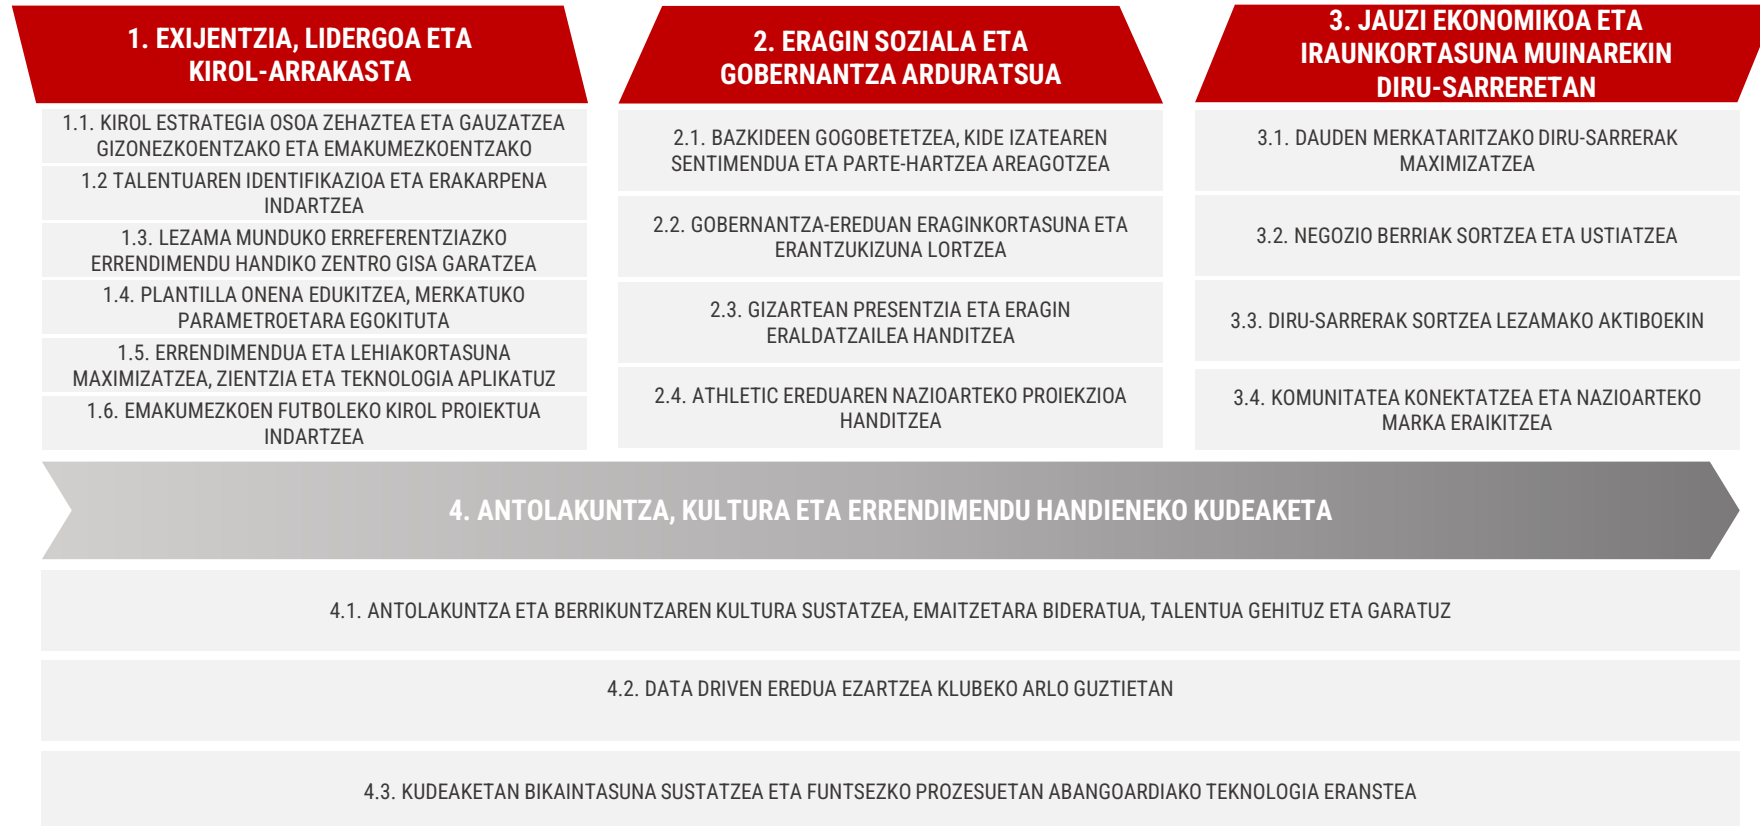 1. EXIJENTZIA, LIDERGOA ETA
KIROL-ARRAKASTA
1.1. KIROL ESTRATEGIA OSOA ZEHAZTEA ETA GAUZATZEA
GIZONEZKOENTZAKO ETA EMAKUMEZKOENTZAKO
1.2 TALENTUAREN IDENTIFIKAZIOA ETA ERAKARPENA
INDARTZEA
1.3. LEZAMA MUNDUKO ERREFERENTZIAZKO
ERRENDIMENDU HANDIKO ZENTRO GISA GARATZEA
1.4. PLANTILLA ONENA EDUKITZEA, MERKATUKO
PARAMETROETARA EGOKITUTA
1.5. ERRENDIMENDUA ETA LEHIAKORTASUNA
MAXIMIZATZEA, ZIENTZIA ETA TEKNOLOGIA APLIKATUZ
1.6. EMAKUMEZKOEN FUTBOLEKO KIROL PROIEKTUA
INDARTZEA
2. ERAGIN SOZIALA ETA
GOBERNANTZA ARDURATSUA
2.1. BAZKIDEEN GOGOBETETZEA, KIDE IZATEAREN
SENTIMENDUA ETA PARTE-HARTZEA AREAGOTZEA
2.2. GOBERNANTZA-EREDUAN ERAGINKORTASUNA ETA
ERANTZUKIZUNA LORTZEA
2.3. GIZARTEAN PRESENTZIA ETA ERAGIN
ERALDATZAILEA HANDITZEA
2.4. ATHLETIC EREDUAREN NAZIOARTEKO PROIEKZIOA
HANDITZEA
3. JAUZI EKONOMIKOA ETA
IRAUNKORTASUNA MUINAREKIN
DIRU-SARRERETAN
3.1. DAUDEN MERKATARITZAKO DIRU-SARRERAK
MAXIMIZATZEA
3.2. NEGOZIO BERRIAK SORTZEA ETA USTIATZEA
3.3. DIRU-SARRERAK SORTZEA LEZAMAKO AKTIBOEKIN
3.4. KOMUNITATEA KONEKTATZEA ETA NAZIOARTEKO
MARKA ERAIKITZEA
4. ANTOLAKUNTZA, KULTURA ETA ERRENDIMENDU HANDIENEKO KUDEAKETA
4.1. ANTOLAKUNTZA ETA BERRIKUNTZAREN KULTURA SUSTATZEA, EMAITZETARA BIDERATUA, TALENTUA GEHITUZ ETA GARATUZ
4.2. DATA DRIVEN EREDUA EZARTZEA KLUBEKO ARLO GUZTIETAN
4.3. KUDEAKETAN BIKAINTASUNA SUSTATZEA ETA FUNTSEZKO PROZESUETAN ABANGOARDIAKO TEKNOLOGIA ERANSTEA